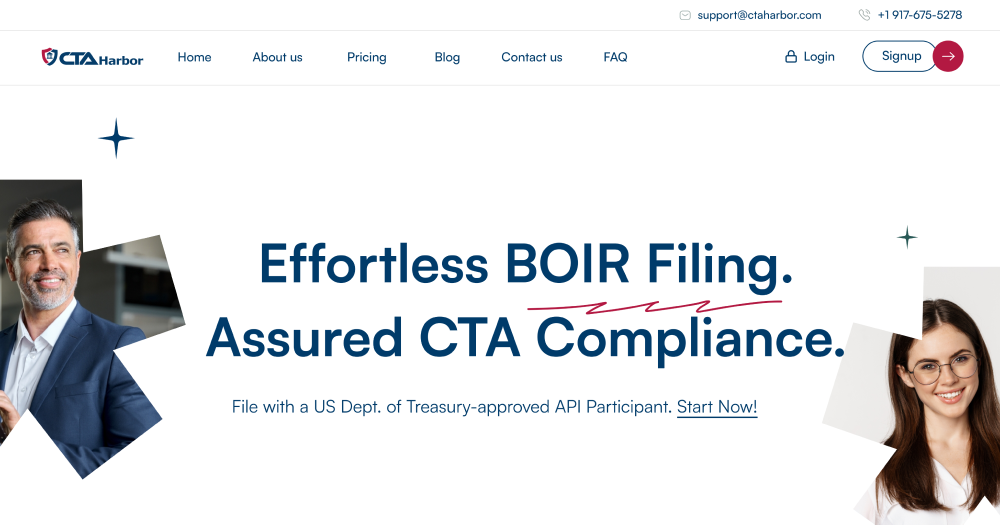 support@ctaharbor.com +1 917-675-5278
CTA Harbor Home About us Pricing Blog Contact us FAQ Login Signup
Effortless BOIR Filing.
Assured CTA Compliance.
File with a US Dept. of Treasury-approved API Participant. Start Now!